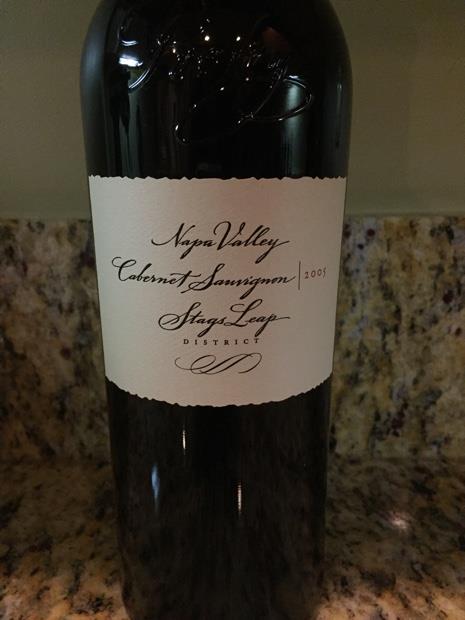 Napa Valley
Cabernet Sauvignon | 2005
Stags Leap
DISTRICT